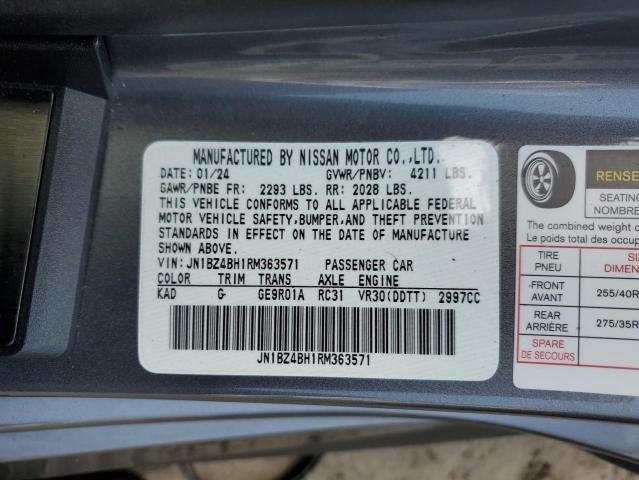 MANUFACTURED BY NISSAN MOTOR CO.,LTD.
DATE: 01/24 GVWR/PNBV: 4211 LBS.
GAWR/PNBE FR: 2293 LBS. RR: 2028 LBS.
THIS VEHICLE CONFORMS TO ALL APPLICABLE FEDERAL
MOTOR VEHICLE SAFETY,BUMPER,AND THEFT PREVENTION
STANDARDS IN EFFECT ON THE DATE OF MANUFACTURE
SHOWN ABOVE.
VIN:JN1BZ4BH1RM363571 PASSENGER CAR
COLOR TRIM TRANS AXLE ENGINE
KAD G GE9R01A RC31 VR30(DDTT) 2997CC
JN1BZ4BH1RM363571
RENSE
SEATING
NOMBRE
The combined weight of
Le poids total des occup
TIRE
PNEU
DIMEN
FRONT
AVANT
255/40R
REAR
ARRIÈRE
275/35R
SPARE
DE SECOURS